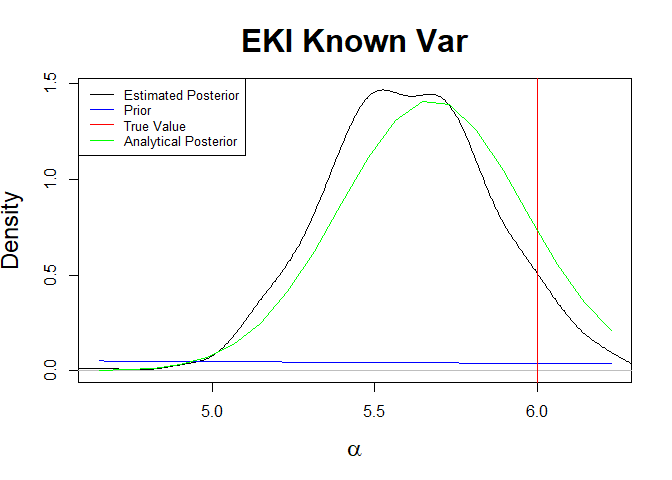 EKI Known Var
Estimated Posterior
Prior
True Value
Analytical Posterior
Density
1.5
1.0
0.5
0.0
5.0 5.5 6.0
α